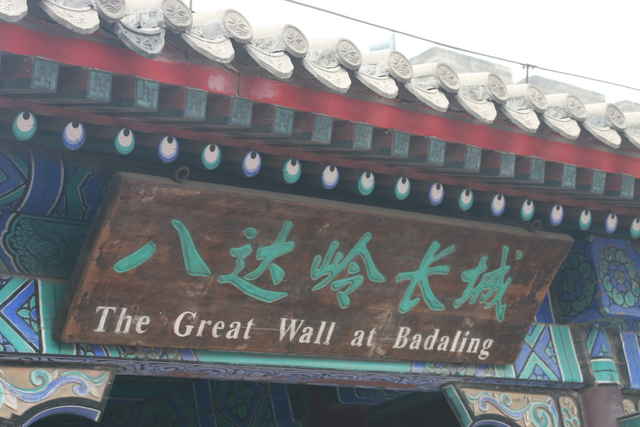 八达岭长城
The Great Wall at Badaling